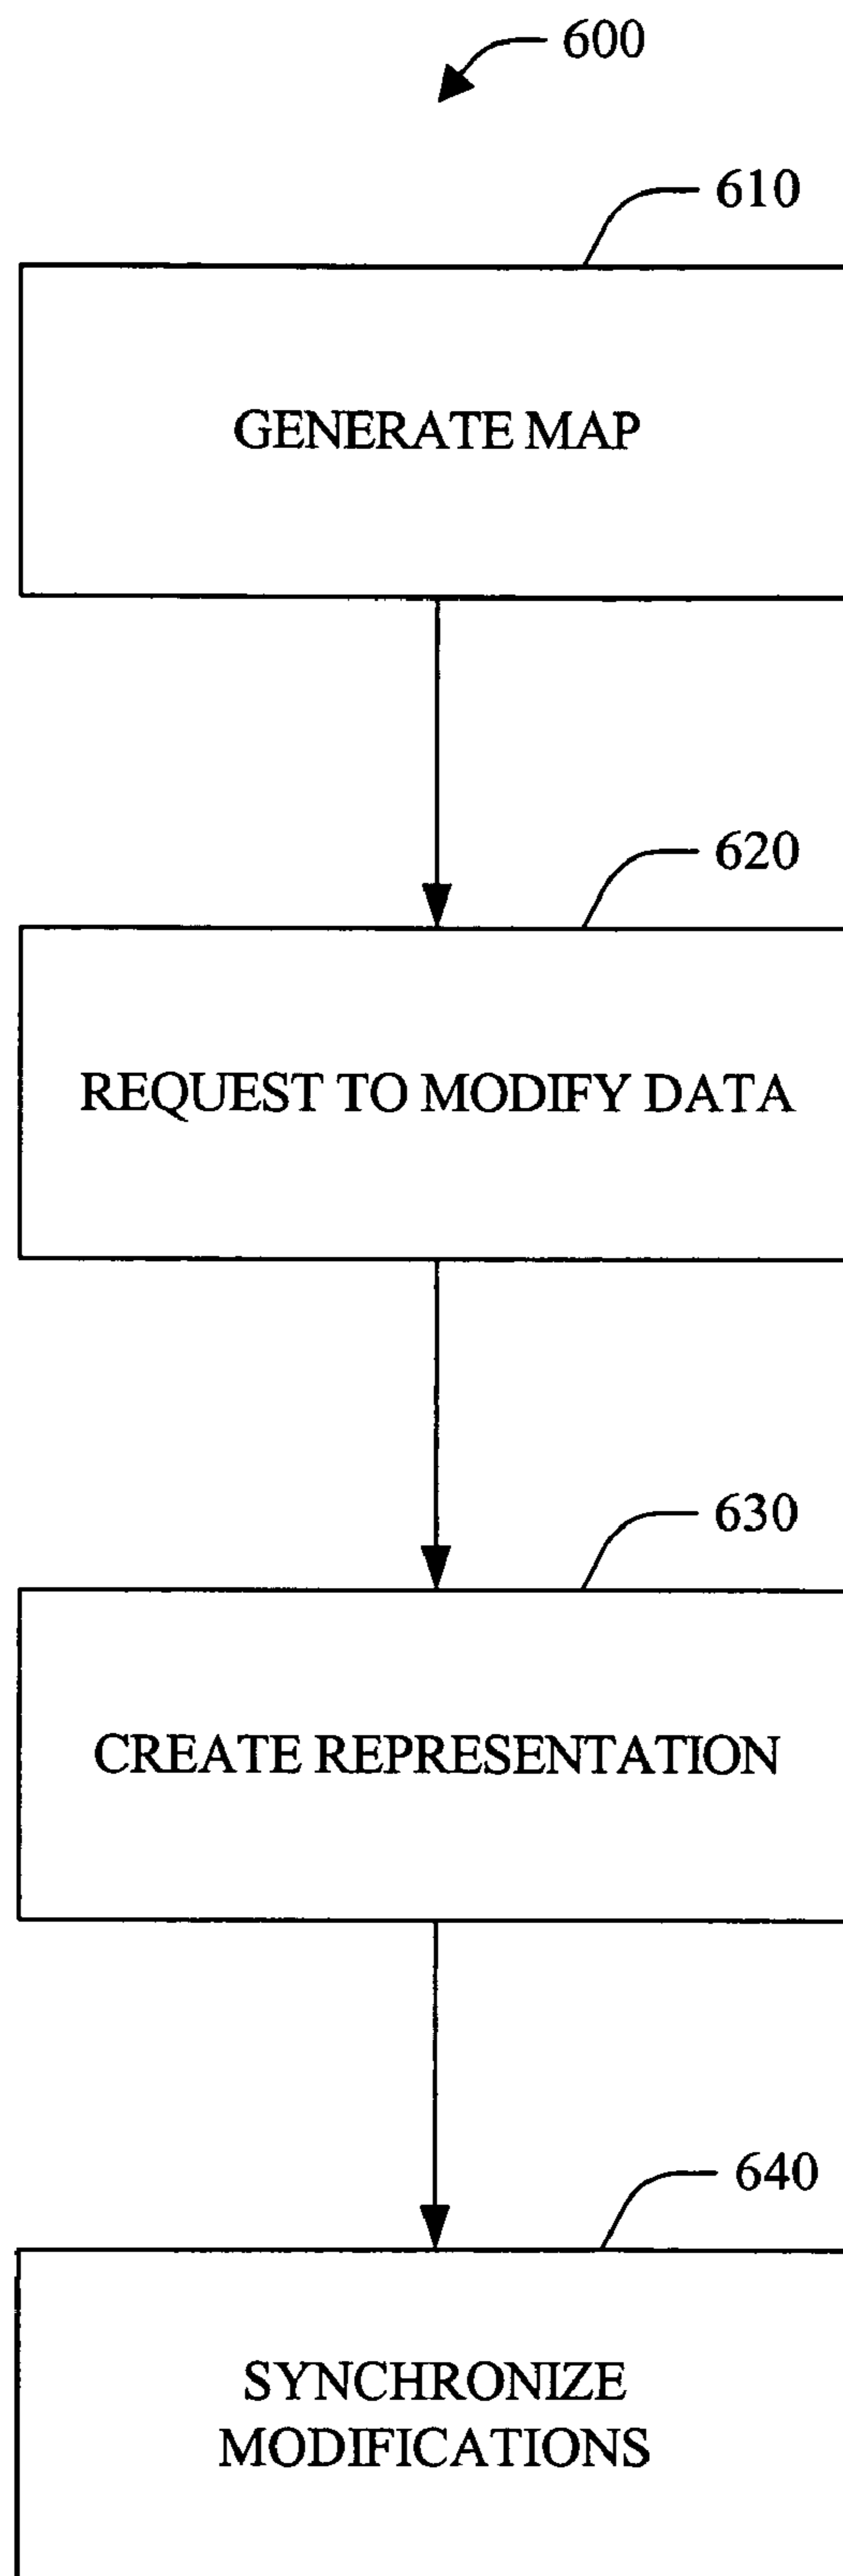 600
610
GENERATE MAP
620
REQUEST TO MODIFY DATA
630
CREATE REPRESENTATION
640
SYNCHRONIZE
MODIFICATIONS